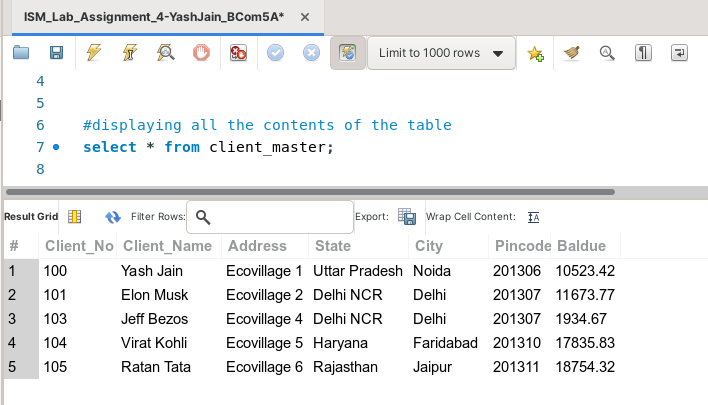 ISM_Lab_Assignment_4-YashJain_BCom5A* ×
Limit to 1000 rows
4
5
6 #displaying all the contents of the table
7 select * from client_master;
8
Result Grid Filter Rows: Export: Wrap Cell Content: IA
# Client_No Client_Name Address State City Pincode Baldue
1 100 Yash Jain Ecovillage 1 Uttar Pradesh Noida 201306 10523.42
2 101 Elon Musk Ecovillage 2 Delhi NCR Delhi 201307 11673.77
3 103 Jeff Bezos Ecovillage 4 Delhi NCR Delhi 201307 1934.67
4 104 Virat Kohli Ecovillage 5 Haryana Faridabad 201310 17835.83
5 105 Ratan Tata Ecovillage 6 Rajasthan Jaipur 201311 18754.32